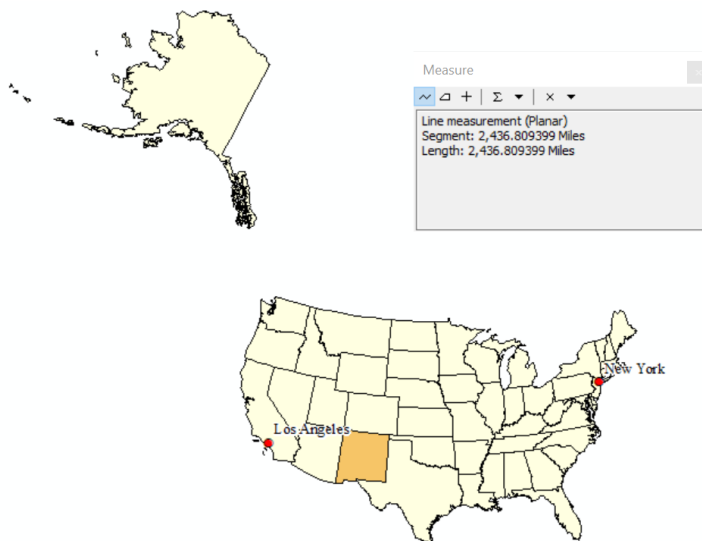 Measure
Line measurement (Planar)
Segment: 2,436.809399 Miles
Length: 2,436.809399 Miles
New York
Los Angeles